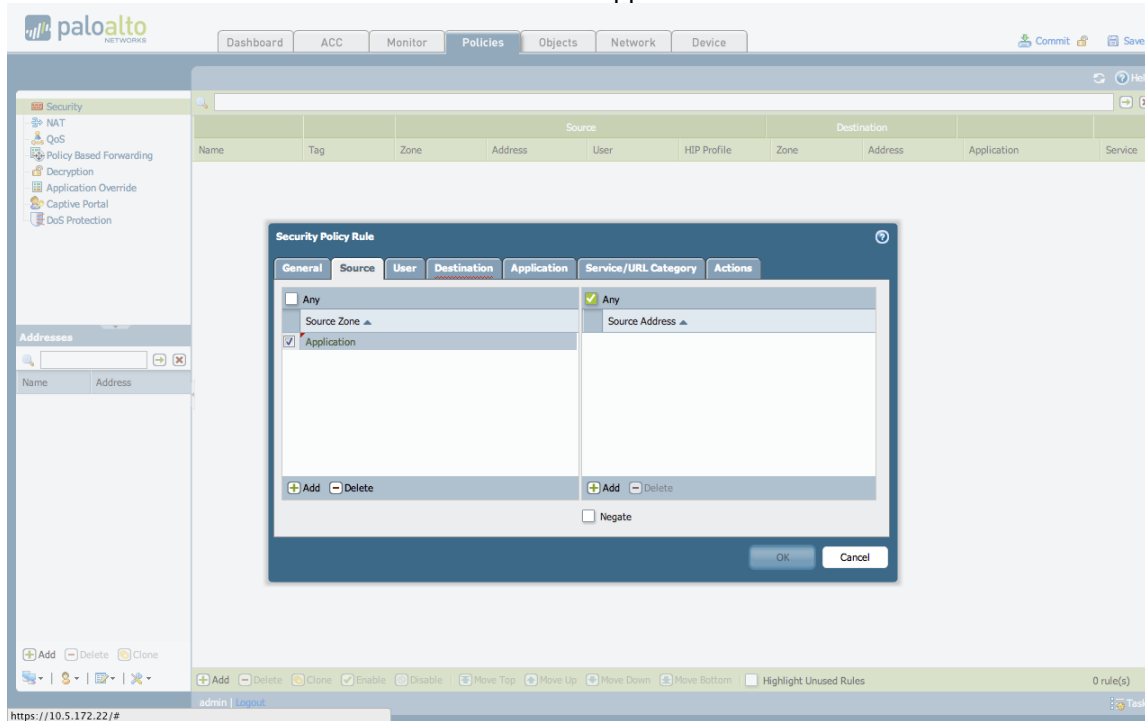 paloalto
NETWORKS
Dashboard ACC Monitor Policies Objects Network Device
Commit Save
Security
NAT
QoS
Policy Based Forwarding
Decryption
Application Override
Captive Portal
DoS Protection
Source Destination
Name Tag Zone Address User HIP Profile Zone Address Application Service
Security Policy Rule
General Source User Destination Application Service/URL Category Actions
Any Any
Source Zone Source Address
Application
Add Delete Add Delete
Negate
OK Cancel
Addresses
Name Address
Add Delete Clone
Add Delete Clone Enable Disable Move Top Move Up Move Down Move Bottom Highlight Unused Rules 0 rule(s)
admin | Logout
https://10.5.172.22/#